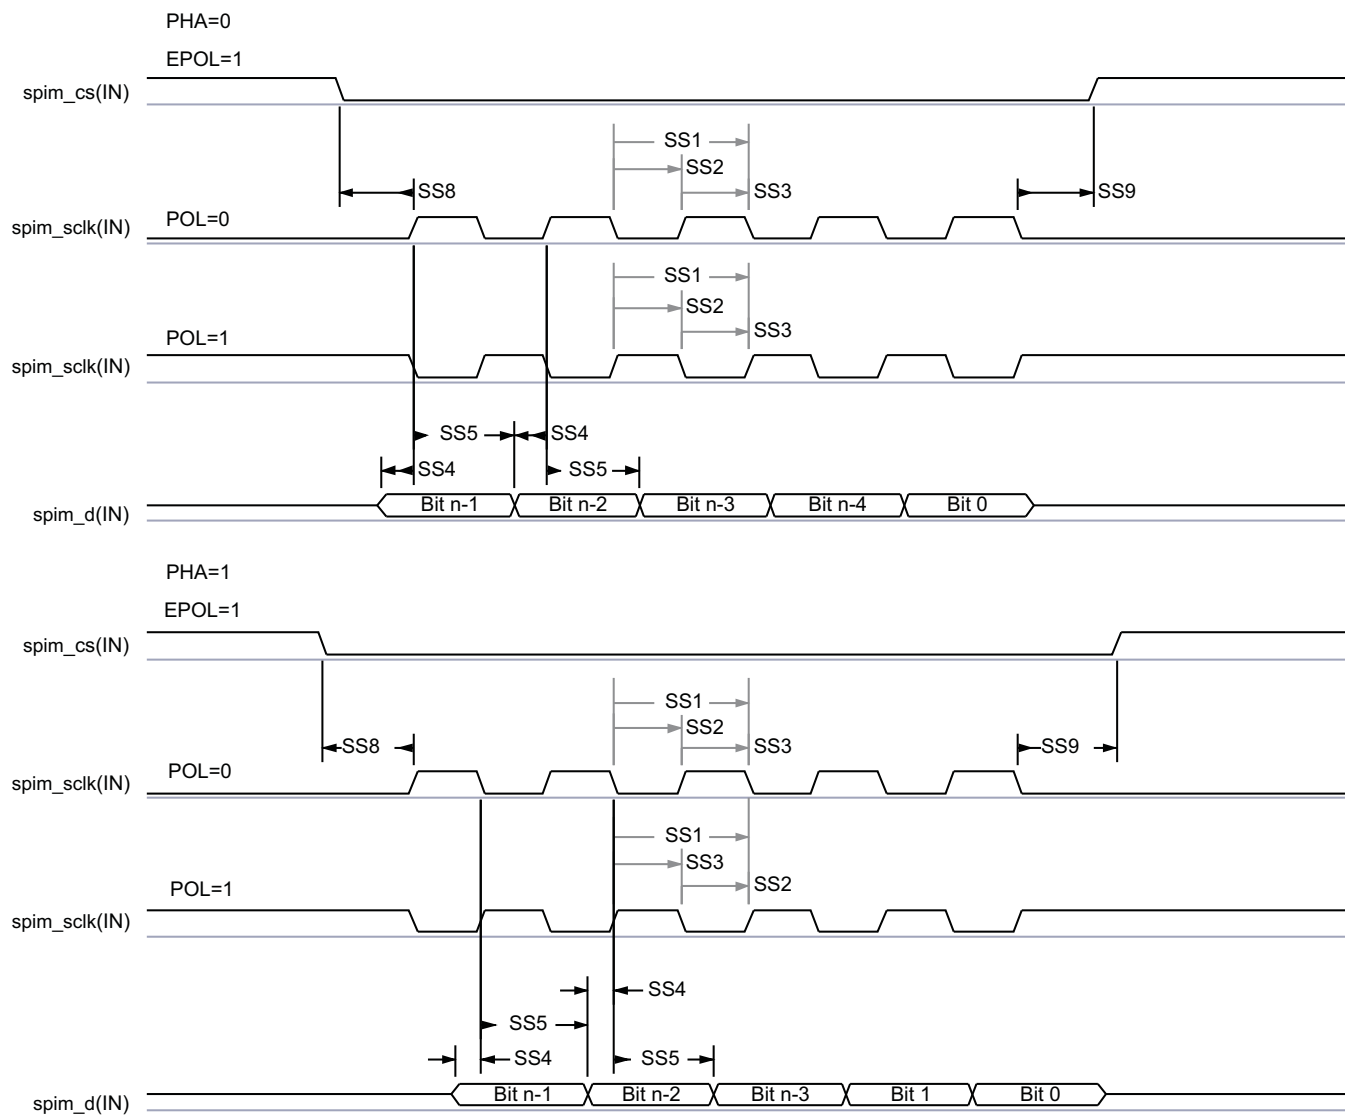 PHA=0
EPOL=1
spim_cs(IN)
SS1
SS2
SS8
SS3
SS9
POL=0
spim_sclk(IN)
SS1
SS2
SS3
POL=1
spim_sclk(IN)
SS5
SS4
SS4
SS5
Bit n-1
Bit n-2
Bit n-3
Bit n-4
Bit 0
spim_d(IN)
PHA=1
EPOL=1
spim_cs(IN)
SS1
SS2
SS8
SS3
SS9
POL=0
spim_sclk(IN)
SS1
SS3
SS2
POL=1
spim_sclk(IN)
SS4
SS5
SS4
SS5
Bit n-1
Bit n-2
Bit n-3
Bit 1
Bit 0
spim_d(IN)